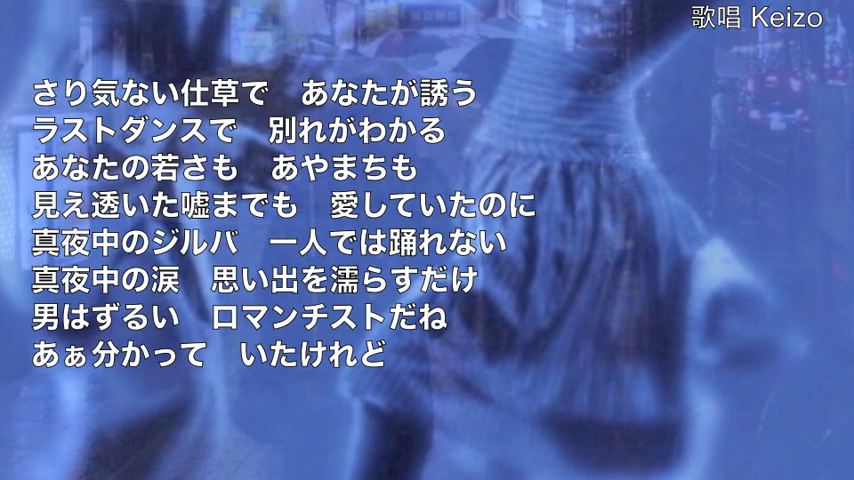 歌唱 Keizo
さり気ない仕草で　あなたが誘う
ラストダンスで　別れがわかる
あなたの若さも　あやまちも
見え透いた嘘までも　愛していたのに
真夜中のジルバ　一人では踊れない
真夜中の涙　思い出を濡らすだけ
男はずるい　ロマンチストだね
あぁ分かって　いたけれど